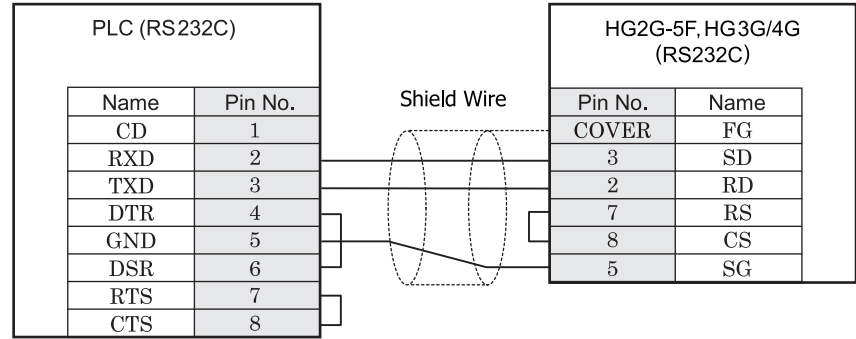 PLC (RS232C)
HG2G-5F, HG3G/4G
(RS232C)
Name Pin No. Shield Wire Pin No. Name
CD 1 COVER FG
RXD 2 3 SD
TXD 3 2 RD
DTR 4 7 RS
GND 5 8 CS
DSR 6 5 SG
RTS 7
CTS 8